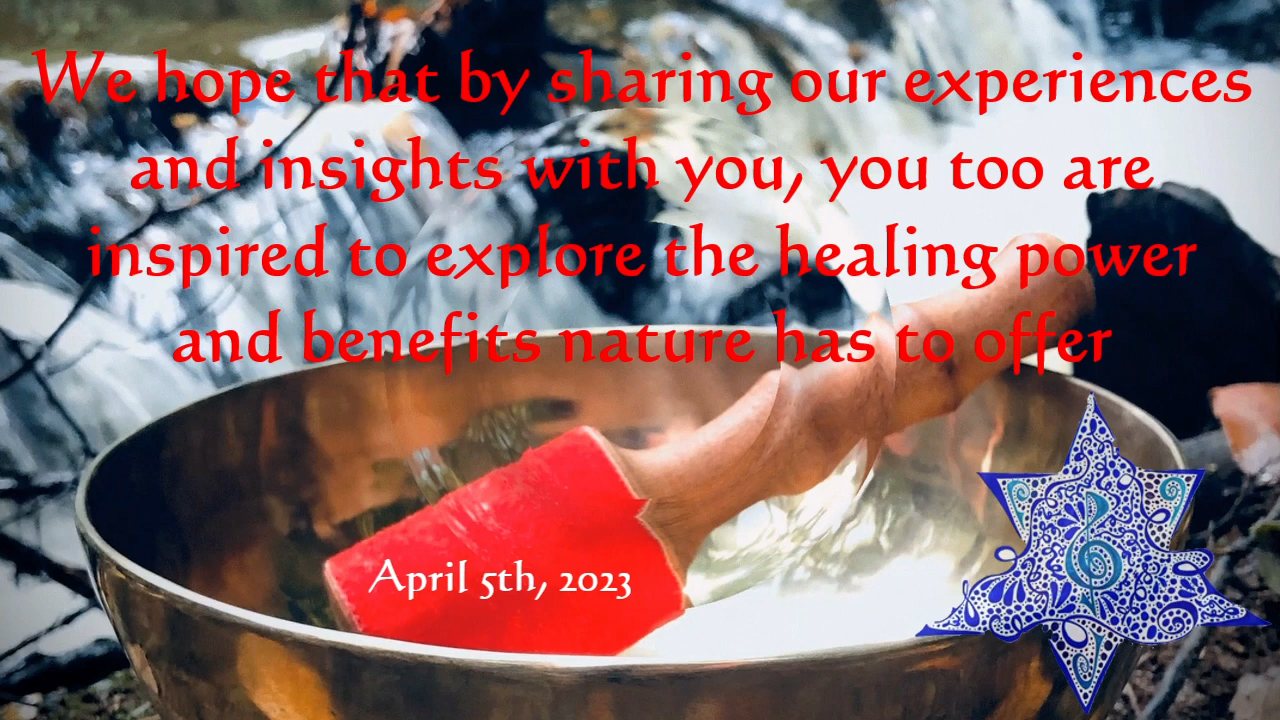 We hope that by sharing our experiences
and insights with you, you too are
inspired to explore the healing power
and benefits nature has to offer
April 5th, 2023